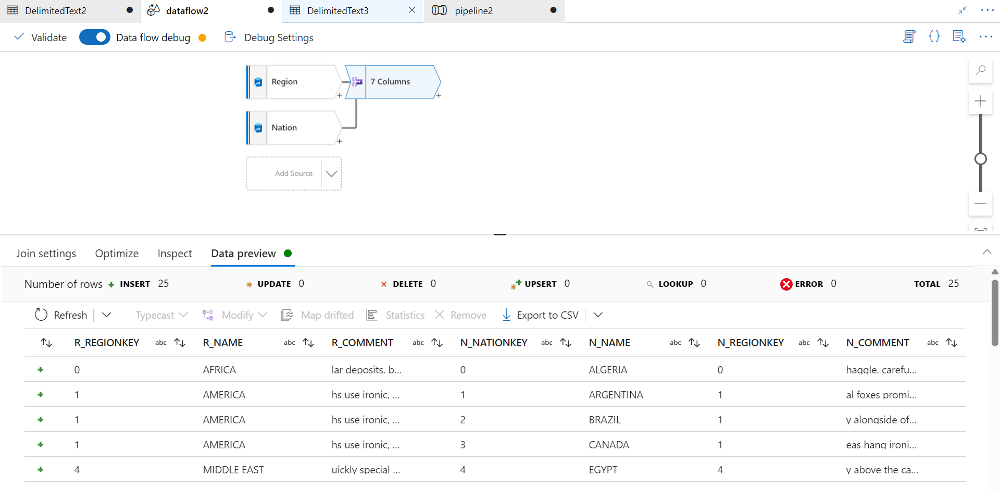 DelimitedText2 dataflow2 DelimitedText3 pipeline2
Validate Data flow debug Debug Settings
Region 7 Columns
Nation
Add Source
Join settings Optimize Inspect Data preview
Number of rows INSERT 25 UPDATE 0 DELETE 0 UPSERT 0 LOOKUP 0 ERROR 0 TOTAL 25
Refresh Typecast Modify Map drifted Statistics Remove Export to CSV
R_REGIONKEY abc R_NAME abc R_COMMENT abc N_NATIONKEY abc N_NAME abc N_REGIONKEY abc N_COMMENT abc
0 AFRICA lar deposits. b... 0 ALGERIA 0 haggle. carefu...
1 AMERICA hs use ironic, ... 1 ARGENTINA 1 al foxes promi...
1 AMERICA hs use ironic, ... 2 BRAZIL 1 y alongside of...
1 AMERICA hs use ironic, ... 3 CANADA 1 eas hang ironi...
4 MIDDLE EAST uickly special ... 4 EGYPT 4 y above the ca...